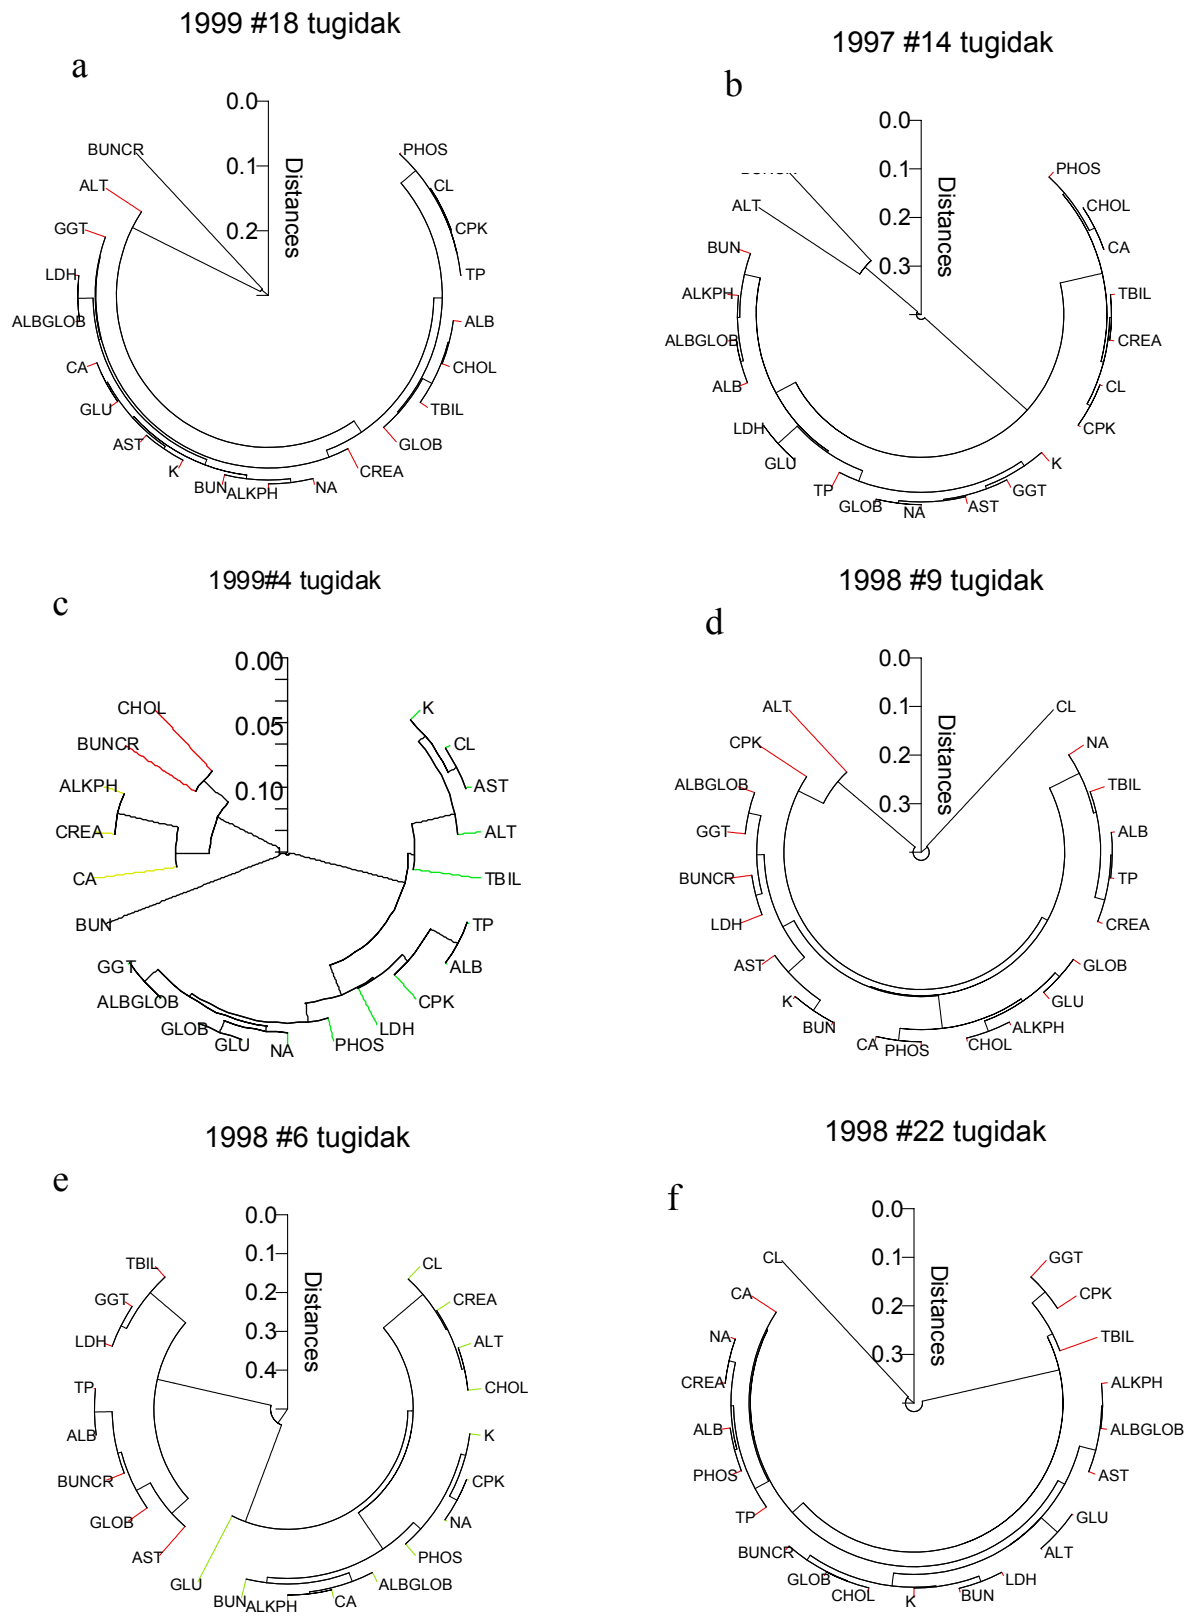 1999 #18 tugidak
a
0.0
0.1
0.2
Distances
BUNCR
ALT
GGT
LDH
ALBGLOB
CA
GLU
AST
K
BUN
ALKPH
NA
CREA
GLOB
TBIL
CHOL
ALB
TP
CPK
CL
PHOS
1997 #14 tugidak
b
0.0
0.1
0.2
0.3
Distances
ALT
BUN
ALKPH
ALBGLOB
ALB
LDH
GLU
TP
GLOB
NA
AST
GGT
K
CPK
CL
CREA
TBIL
CA
CHOL
PHOS
1999#4 tugidak
c
0.00
0.05
0.10
CHOL
BUNCR
ALKPH
CREA
CA
BUN
GGT
ALBGLOB
GLOB
GLU
NA
PHOS
LDH
CPK
ALB
TP
TBIL
ALT
AST
CL
K
1998 #9 tugidak
d
0.0
0.1
0.2
0.3
Distances
ALT
CPK
ALBGLOB
GGT
BUNCR
LDH
AST
K
BUN
CA
PHOS
CHOL
ALKPH
GLU
GLOB
CREA
TP
ALB
TBIL
NA
CL
1998 #6 tugidak
e
0.0
0.1
0.2
0.3
0.4
Distances
TBIL
GGT
LDH
TP
ALB
BUNCR
GLOB
AST
GLU
BUN
ALKPH
CA
ALBGLOB
PHOS
NA
CPK
K
CHOL
ALT
CREA
CL
1998 #22 tugidak
f
0.0
0.1
0.2
0.3
Distances
CL
CA
NA
CREA
ALB
PHOS
TP
BUNCR
GLOB
CHOL
K
BUN
LDH
ALT
GLU
AST
ALBGLOB
ALKPH
TBIL
CPK
GGT